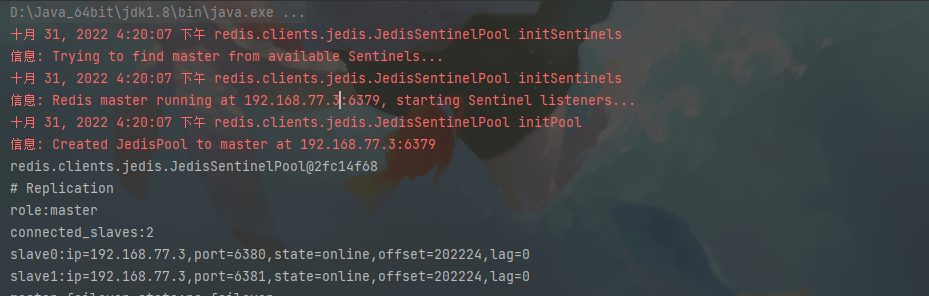 D:\Java_64bit\jdk1.8\bin\java.exe ...
十月 31, 2022 4:20:07 下午 redis.clients.jedis.JedisSentinelPool initSentinels
信息: Trying to find master from available Sentinels...
十月 31, 2022 4:20:07 下午 redis.clients.jedis.JedisSentinelPool initSentinels
信息: Redis master running at 192.168.77.3:6379, starting Sentinel listeners...
十月 31, 2022 4:20:07 下午 redis.clients.jedis.JedisSentinelPool initPool
信息: Created JedisPool to master at 192.168.77.3:6379
redis.clients.jedis.JedisSentinelPool@2fc14f68
# Replication
role:master
connected_slaves:2
slave0:ip=192.168.77.3,port=6380,state=online,offset=202224,lag=0
slave1:ip=192.168.77.3,port=6381,state=online,offset=202224,lag=0